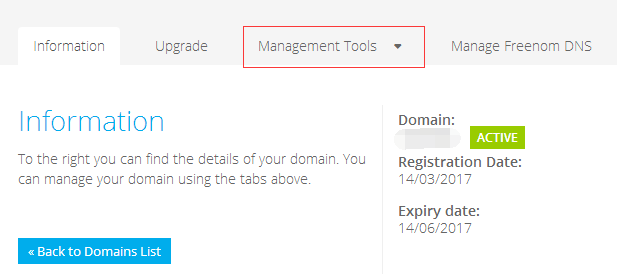 Information
Upgrade
Management Tools
Manage Freenom DNS
Information
To the right you can find the details of your domain. You
can manage your domain using the tabs above.
« Back to Domains List
Domain:
ACTIVE
Registration Date:
14/03/2017
Expiry date:
14/06/2017